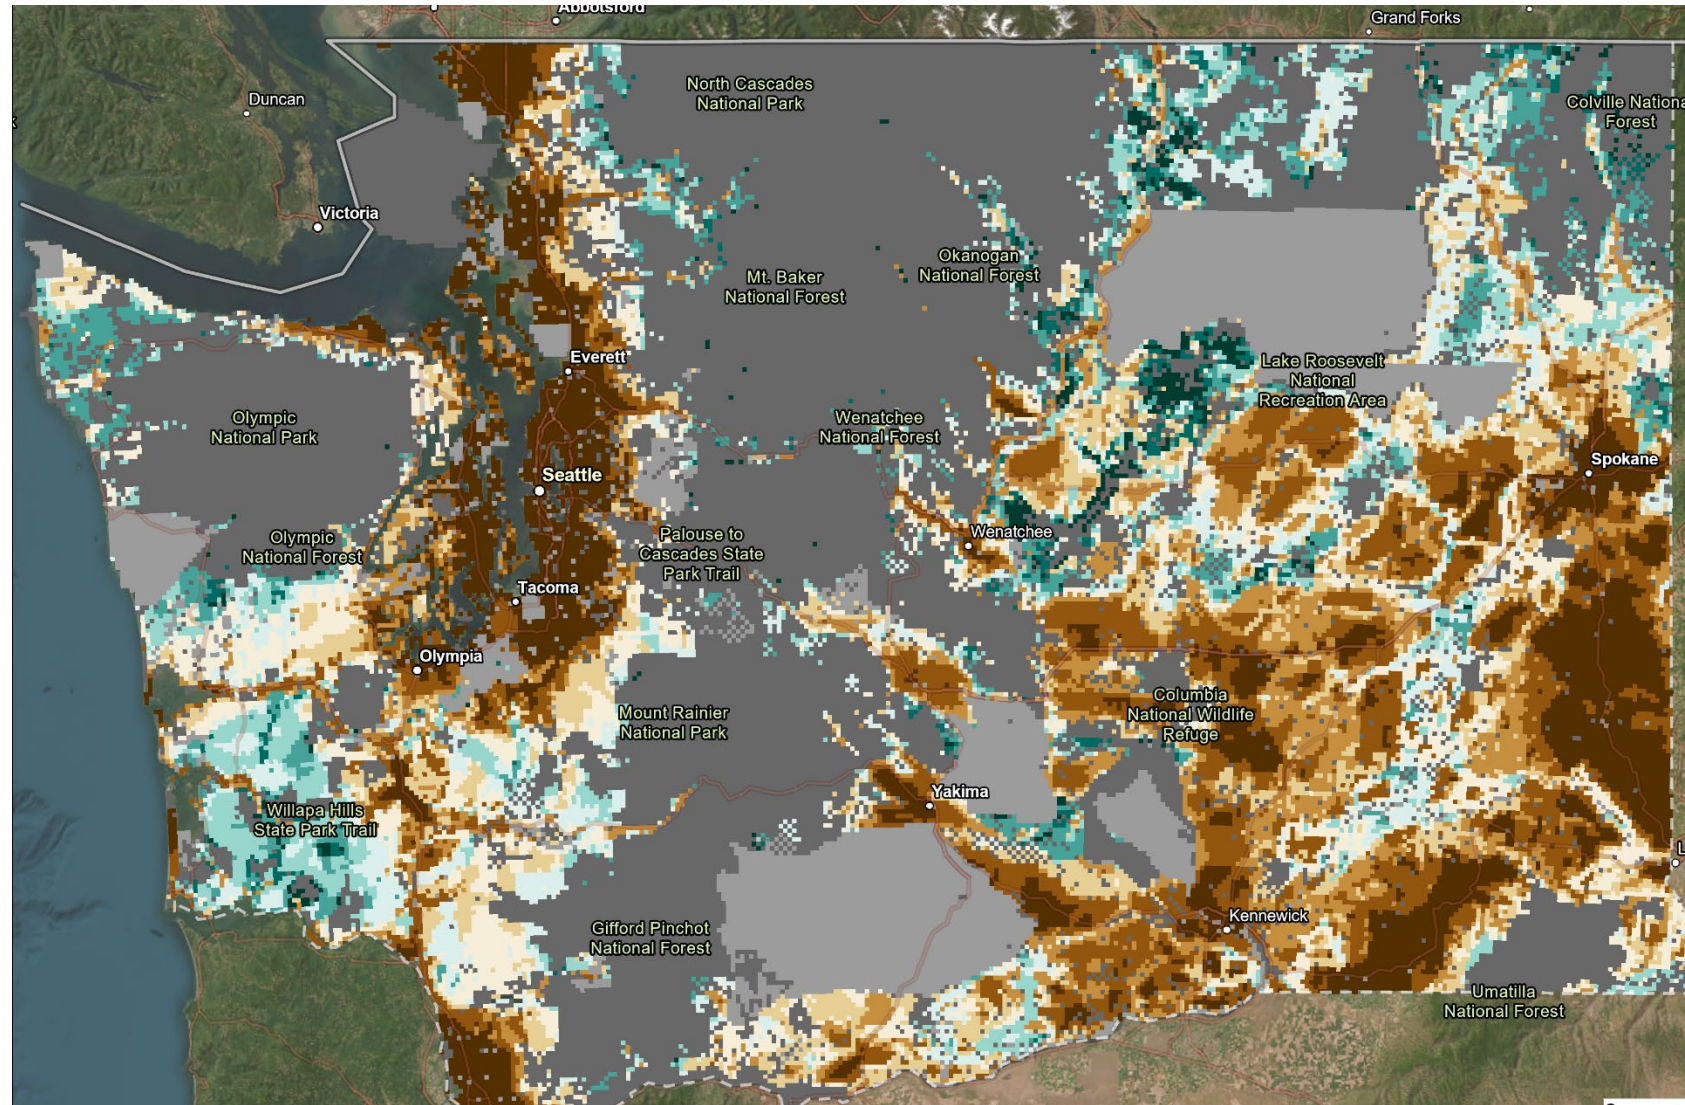 Abbotsford
Grand Forks
North Cascades
National Park
Duncan
Colville Nationa
Forest
Victoria
Okanogan
National Forest
Mt. Baker
National Forest
Everett
Lake Roosevelt
National
Recreation Area
Olympic
National Park
Wenatchee
National Forest
Seattle
Spokane
Olympic
National Forest
Palouse to
Cascades State
Park Trail
Wenatchee
Tacoma
Olympia
Mount Rainier
National Park
Columbia
National Wildlife
Refuge
Willapa Hills
State Park Trail
Yakima
L
Gifford Pinchot
National Forest
Kennewick
Umatilla
National Forest